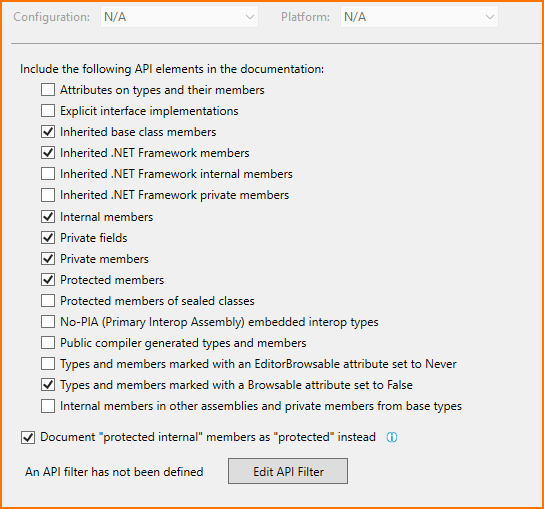 Configuration: N/A Platform: N/A
Include the following API elements in the documentation:
Attributes on types and their members
Explicit interface implementations
Inherited base class members
Inherited .NET Framework members
Inherited .NET Framework internal members
Inherited .NET Framework private members
Internal members
Private fields
Private members
Protected members
Protected members of sealed classes
No-PIA (Primary Interop Assembly) embedded interop types
Public compiler generated types and members
Types and members marked with an EditorBrowsable attribute set to Never
Types and members marked with a Browsable attribute set to False
Internal members in other assemblies and private members from base types
Document "protected internal" members as "protected" instead
An API filter has not been defined Edit API Filter